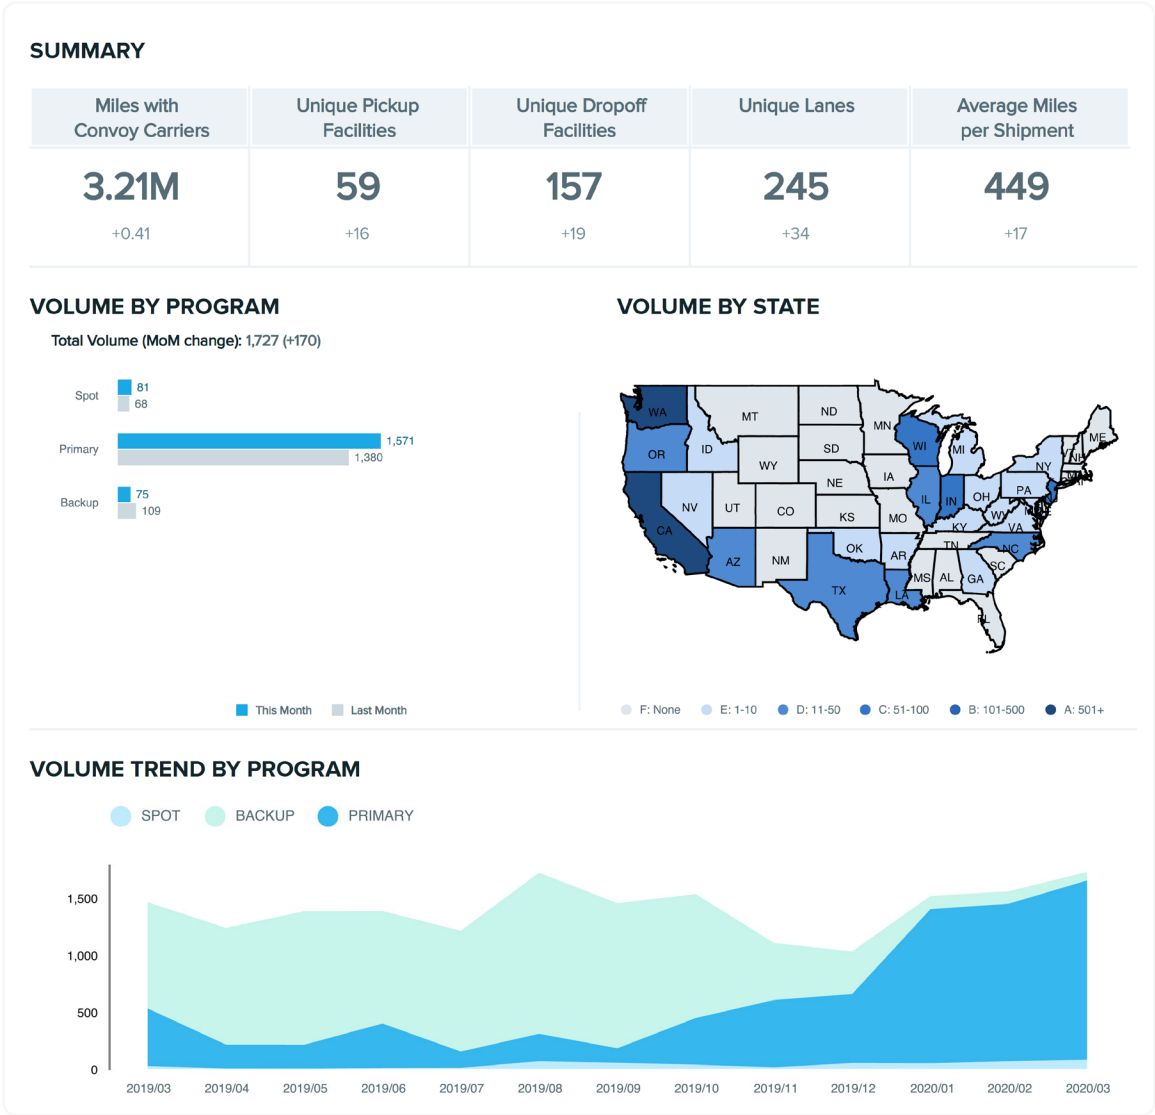 SUMMARY
Miles with
Convoy Carriers
Unique Pickup
Facilities
Unique Dropoff
Facilities
Unique Lanes
Average Miles
per Shipment
3.21M
59
157
245
449
+0.41
+16
+19
+34
+17
VOLUME BY PROGRAM
Total Volume (MoM change): 1,727 (+170)
Spot
81
68
Primary
1,571
1,380
Backup
75
109
This Month
Last Month
VOLUME BY STATE
WA
MT
ND
MN
WI
MI
ME
OR
ID
SD
NY
WY
IA
NE
PA
NV
UT
CO
IL
IN
OH
KS
MO
KY
WV
VA
CA
AZ
NM
OK
AR
TN
NC
SC
TX
LA
MS
AL
GA
FL
F: None
E: 1-10
D: 11-50
C: 51-100
B: 101-500
A: 501+
VOLUME TREND BY PROGRAM
SPOT
BACKUP
PRIMARY
1,500
1,000
500
0
2019/03
2019/04
2019/05
2019/06
2019/07
2019/08
2019/09
2019/10
2019/11
2019/12
2020/01
2020/02
2020/03